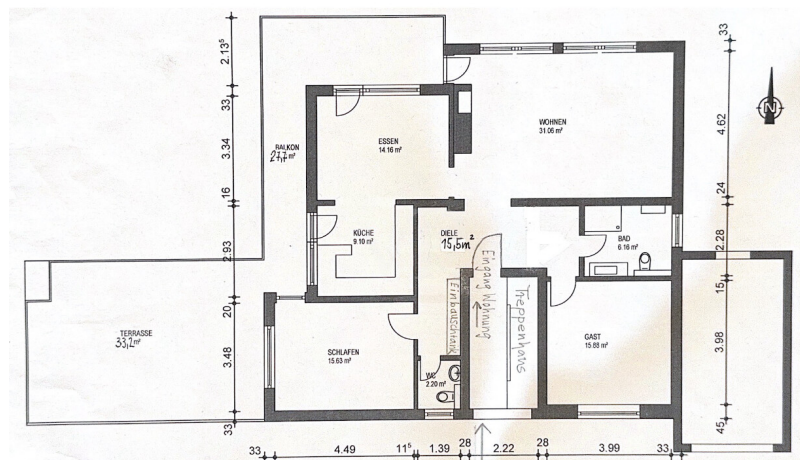 2.13⁵
33
33
N
WOHNEN
31.06 m²
ESSEN
14.16 m²
BALKON
27,7 m²
3.34
4.62
16
24
KÜCHE
9.10 m²
DIELE
15,5 m²
BAD
6.16 m²
2.93
2.28
Eingang Wohnung
Treppenhaus
Einbauschrank
20
15
TERRASSE
33,2 m²
SCHLAFEN
15.63 m²
GAST
15.88 m²
3.48
3.98
WC
2.20 m²
33
45
33 4.49 11⁵ 1.39 28 2.22 28 3.99 33